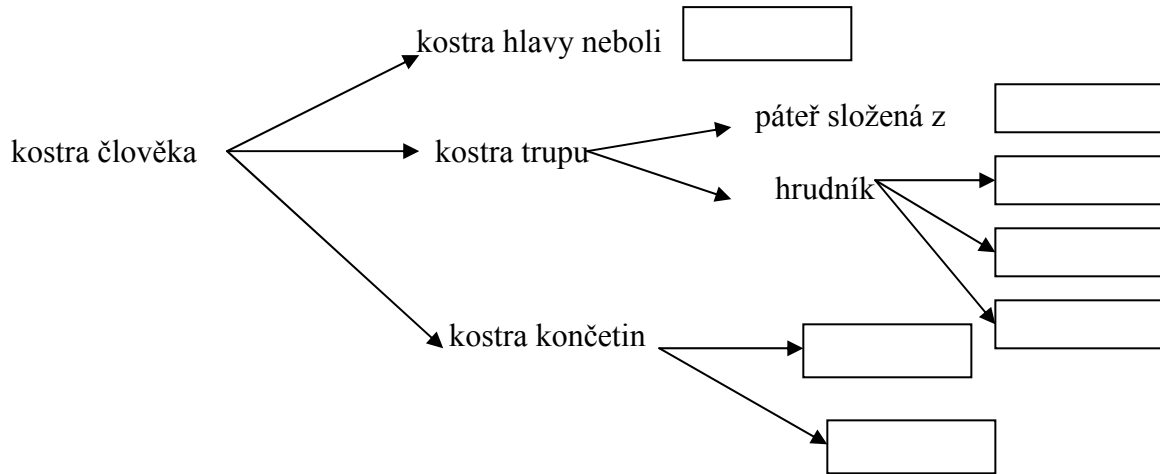 kostra hlavy neboli
páteř složená z
kostra člověka
kostra trupu
hrudník
kostra končetin